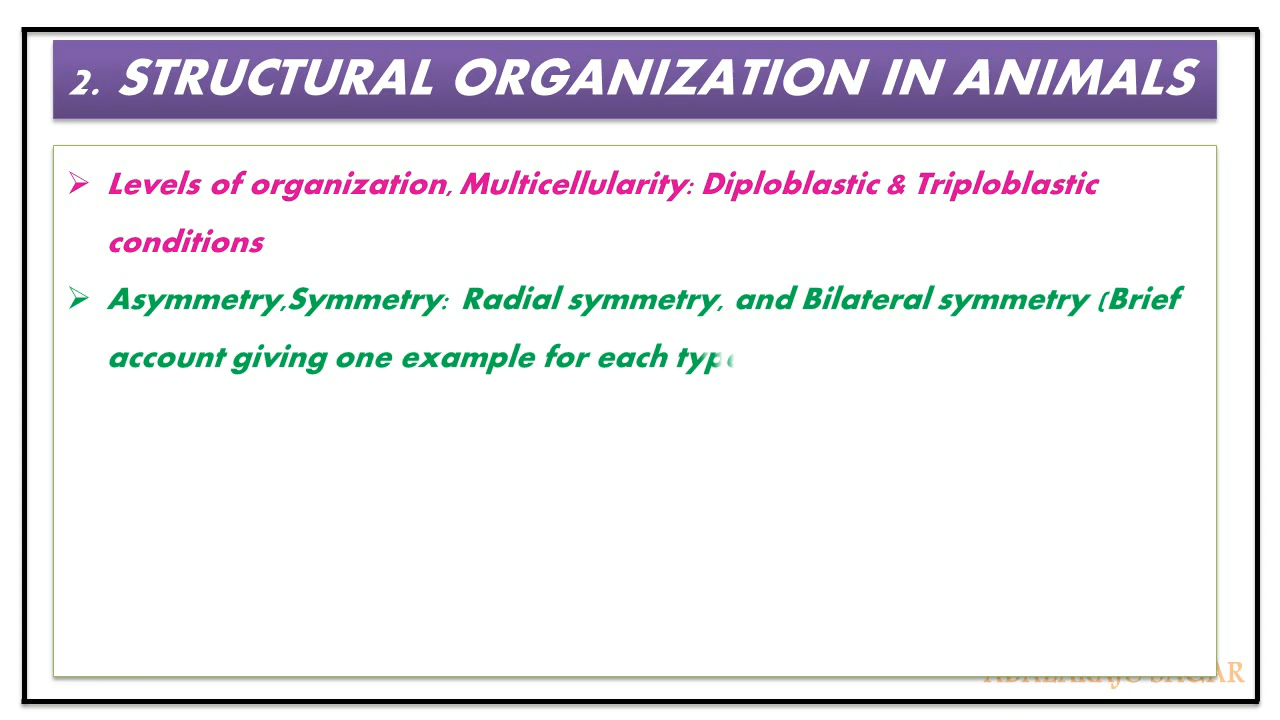 2. STRUCTURAL ORGANIZATION IN ANIMALS
Levels of organization, Multicellularity: Diploblastic & Triploblastic
conditions
Asymmetry,Symmetry: Radial symmetry, and Bilateral symmetry (Brief
account giving one example for each type